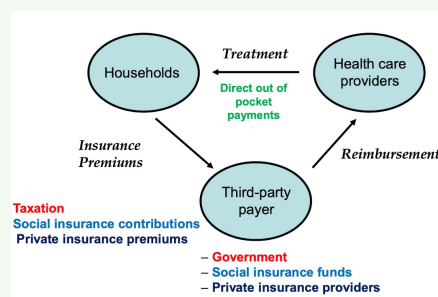 Treatment
Households
Health care
providers
Direct out of
pocket
payments
Insurance
Premiums
Reimbursement
Third-party
payer
Taxation
Social insurance contributions
Private insurance premiums
– Government
– Social insurance funds
– Private insurance providers